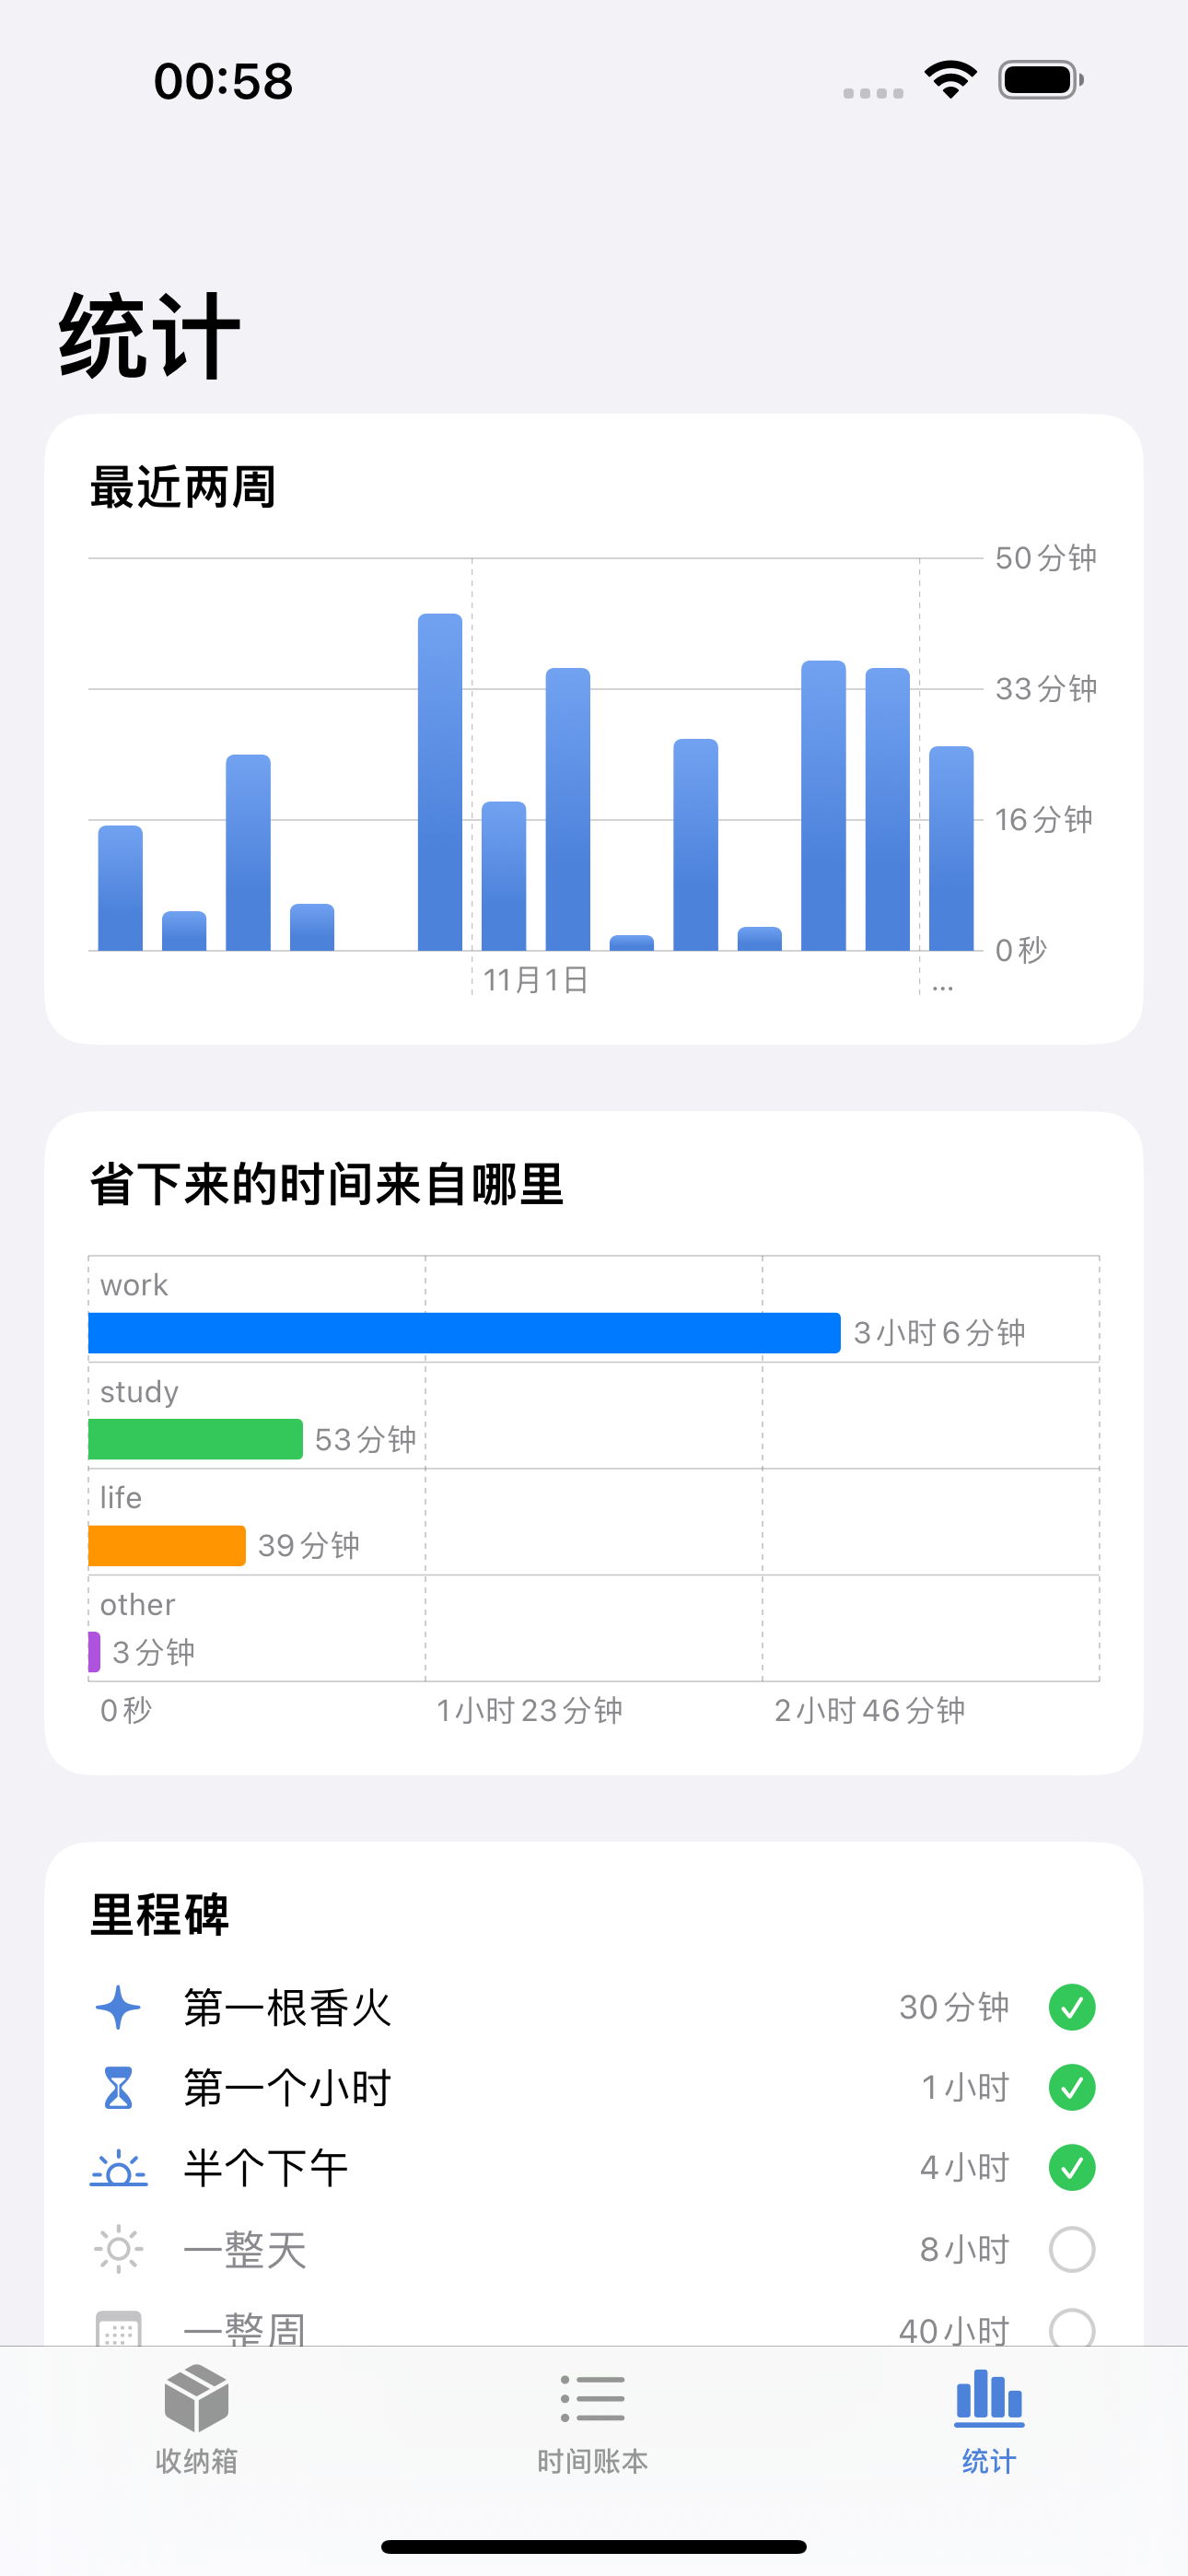 00:58
统计
最近两周
50分钟
33分钟
16分钟
0秒
11月1日
...
省下来的时间来自哪里
work
3小时6分钟
study
53分钟
life
39分钟
other
3分钟
0秒 1小时23分钟 2小时46分钟
里程碑
第一根香火 30分钟
第一个小时 1小时
半个下午 4小时
一整天 8小时
一整周 40小时
收纳箱 时间账本 统计